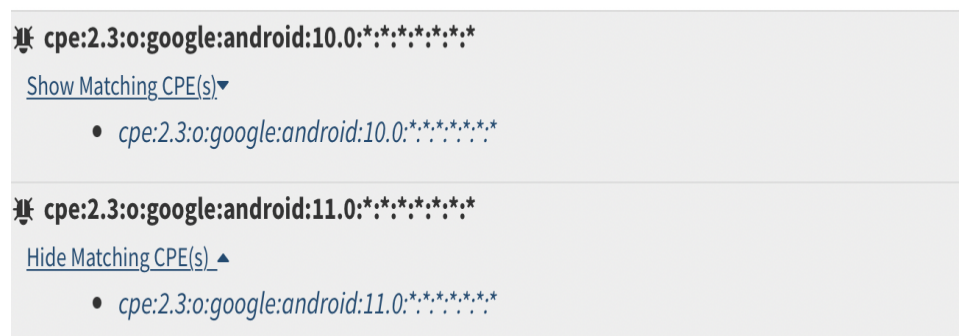 cpe:2.3:o:google:android:10.0:*:*:*:*:*:*:*
Show Matching CPE(s)▼
• cpe:2.3:o:google:android:10.0:*:*:*:*:*:*:*
cpe:2.3:o:google:android:11.0:*:*:*:*:*:*:*
Hide Matching CPE(s) ▲
• cpe:2.3:o:google:android:11.0:*:*:*:*:*:*:*